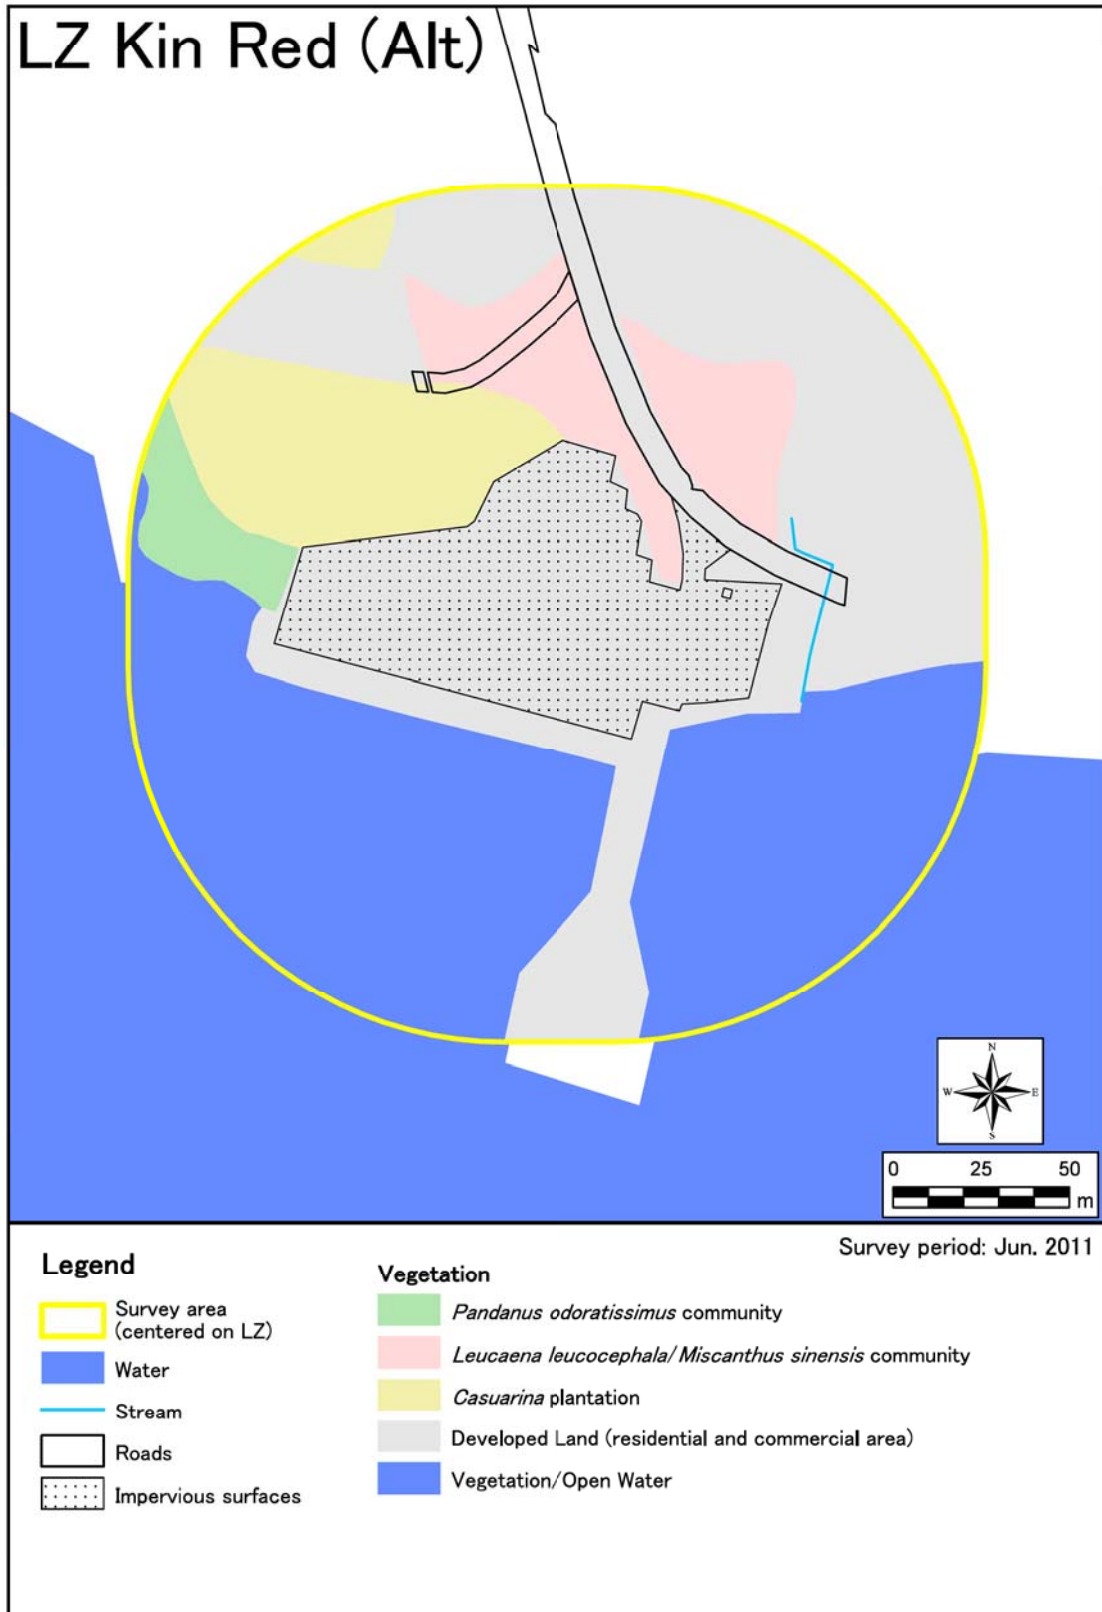 LZ Kin Red (Alt)
N
W E
S
0 25 50
m
Survey period: Jun. 2011
Legend
Survey area
(centered on LZ)
Water
Stream
Roads
Impervious surfaces
Vegetation
Pandanus odoratissimus community
Leucaena leucocephala/Miscanthus sinensis community
Casuarina plantation
Developed Land (residential and commercial area)
Vegetation/Open Water